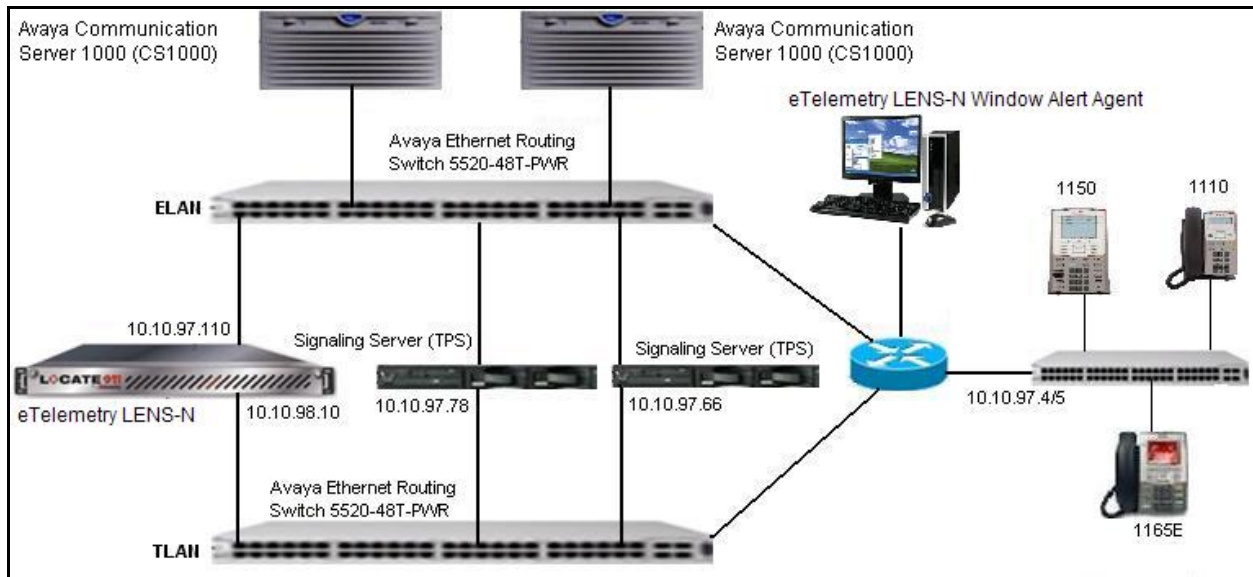 Avaya Communication
Server 1000 (CS1000)
Avaya Communication
Server 1000 (CS1000)
eTelemetry LENS-N Window Alert Agent
Avaya Ethernet Routing
Switch 5520-48T-PWR
ELAN
1150
1110
10.10.97.110
Signaling Server (TPS)
Signaling Server (TPS)
LOCATE 911
eTelemetry LENS-N
10.10.98.10
10.10.97.78
10.10.97.66
10.10.97.4/5
Avaya Ethernet Routing
Switch 5520-48T-PWR
1165E
TLAN